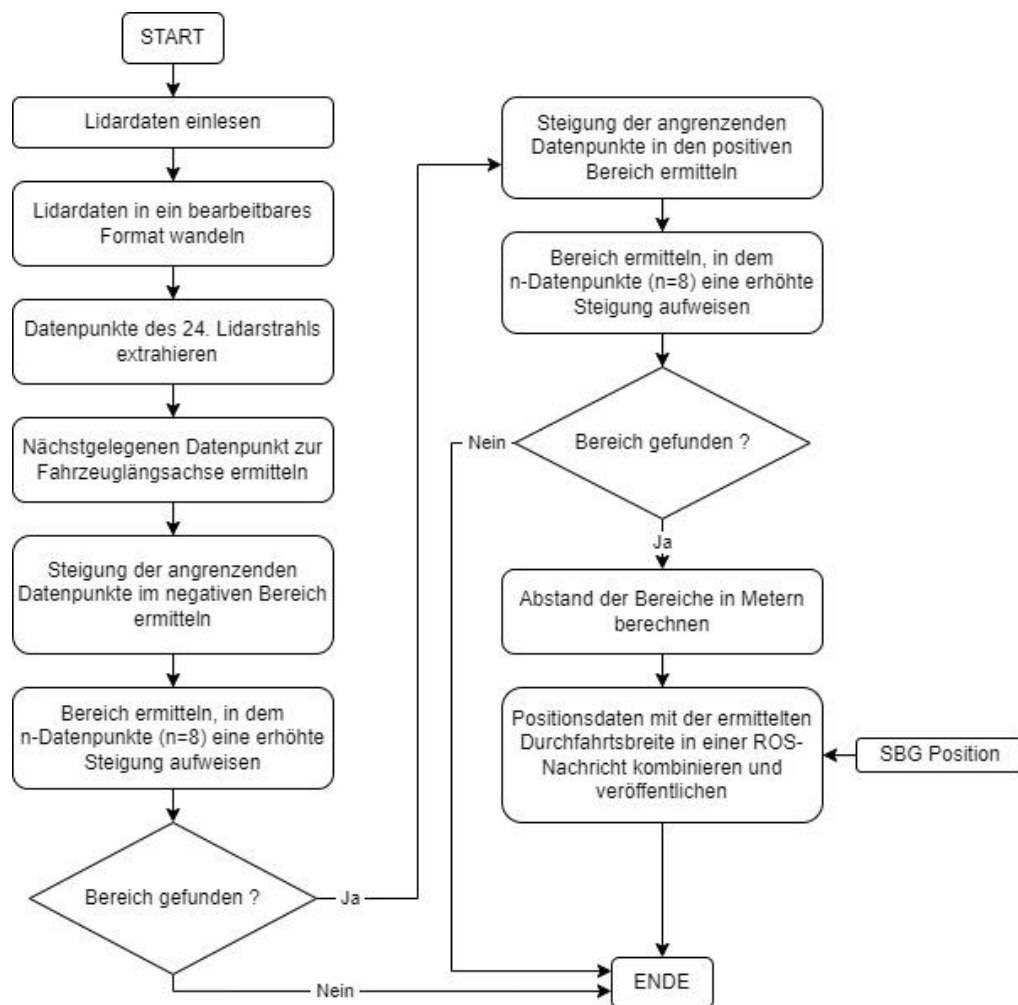 START
Lidardaten einlesen
Lidardaten in ein bearbeitbares
Format wandeln
Datenpunkte des 24. Lidarstrahls
extrahieren
Nächstgelegenen Datenpunkt zur
Fahrzeuglängsachse ermitteln
Steigung der angrenzenden
Datenpunkte im negativen Bereich
ermitteln
Bereich ermitteln, in dem
n-Datenpunkte (n=8) eine erhöhte
Steigung aufweisen
Bereich gefunden ?
Ja
Nein
Steigung der angrenzenden
Datenpunkte in den positiven
Bereich ermitteln
Bereich ermitteln, in dem
n-Datenpunkte (n=8) eine erhöhte
Steigung aufweisen
Bereich gefunden ?
Nein
Ja
Abstand der Bereiche in Metern
berechnen
Positionsdaten mit der ermittelten
Durchfahrtsbreite in einer ROS-
Nachricht kombinieren und
veröffentlichen
SBG Position
ENDE